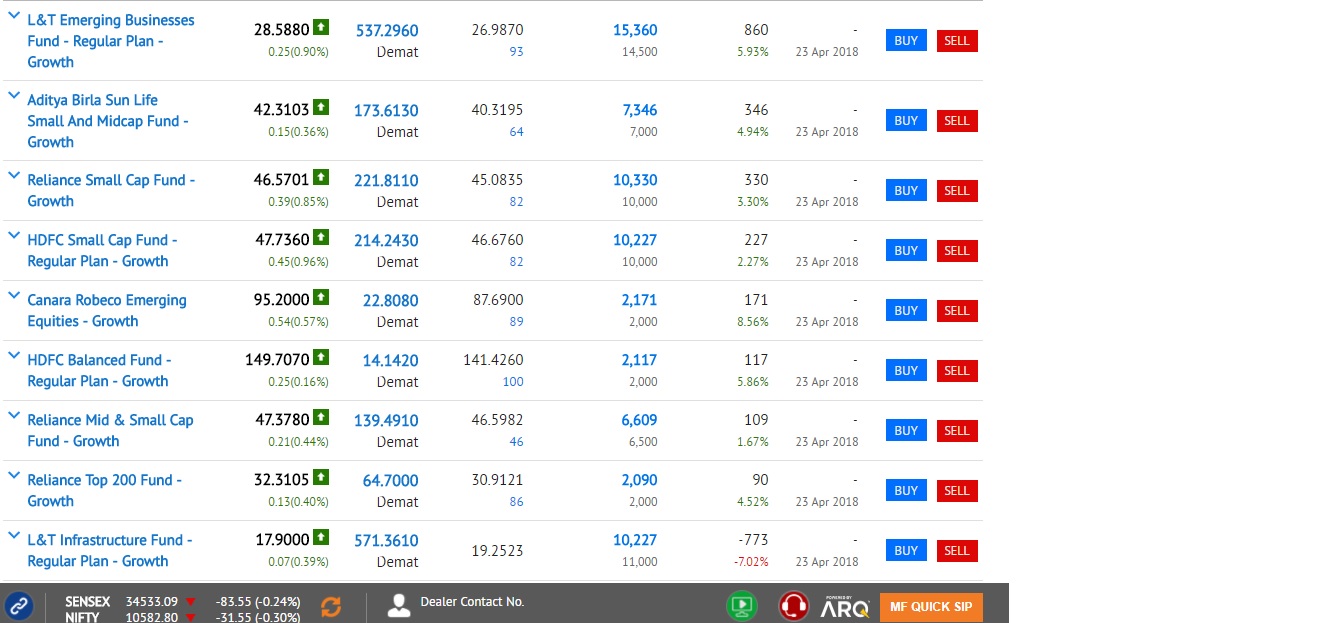 L&T Emerging Businesses
Fund - Regular Plan -
Growth
28.5880 537.2960 26.9870 15,360 860 - BUY SELL
0.25(0.90%) Demat 93 14,500 5.93% 23 Apr 2018
Aditya Birla Sun Life
Small And Midcap Fund -
Growth
42.3103 173.6130 40.3195 7,346 346 - BUY SELL
0.15(0.36%) Demat 64 7,000 4.94% 23 Apr 2018
Reliance Small Cap Fund -
Growth
46.5701 221.8110 45.0835 10,330 330 - BUY SELL
0.39(0.85%) Demat 82 10,000 3.30% 23 Apr 2018
HDFC Small Cap Fund -
Regular Plan - Growth
47.7360 214.2430 46.6760 10,227 227 - BUY SELL
0.45(0.96%) Demat 82 10,000 2.27% 23 Apr 2018
Canara Robeco Emerging
Equities - Growth
95.2000 22.8080 87.6900 2,171 171 - BUY SELL
0.54(0.57%) Demat 89 2,000 8.56% 23 Apr 2018
HDFC Balanced Fund -
Regular Plan - Growth
149.7070 14.1420 141.4260 2,117 117 - BUY SELL
0.25(0.16%) Demat 100 2,000 5.86% 23 Apr 2018
Reliance Mid & Small Cap
Fund - Growth
47.3780 139.4910 46.5982 6,609 109 - BUY SELL
0.21(0.44%) Demat 46 6,500 1.67% 23 Apr 2018
Reliance Top 200 Fund -
Growth
32.3105 64.7000 30.9121 2,090 90 - BUY SELL
0.13(0.40%) Demat 86 2,000 4.52% 23 Apr 2018
L&T Infrastructure Fund -
Regular Plan - Growth
17.9000 571.3610 19.2523 10,227 -773 - BUY SELL
0.07(0.39%) Demat 11,000 -7.02% 23 Apr 2018
SENSEX 34533.09 -83.55 (-0.24%)
NIFTY 10582.80 -31.55 (-0.30%)
Dealer Contact No.
POWERED BY
ARQ
MF QUICK SIP